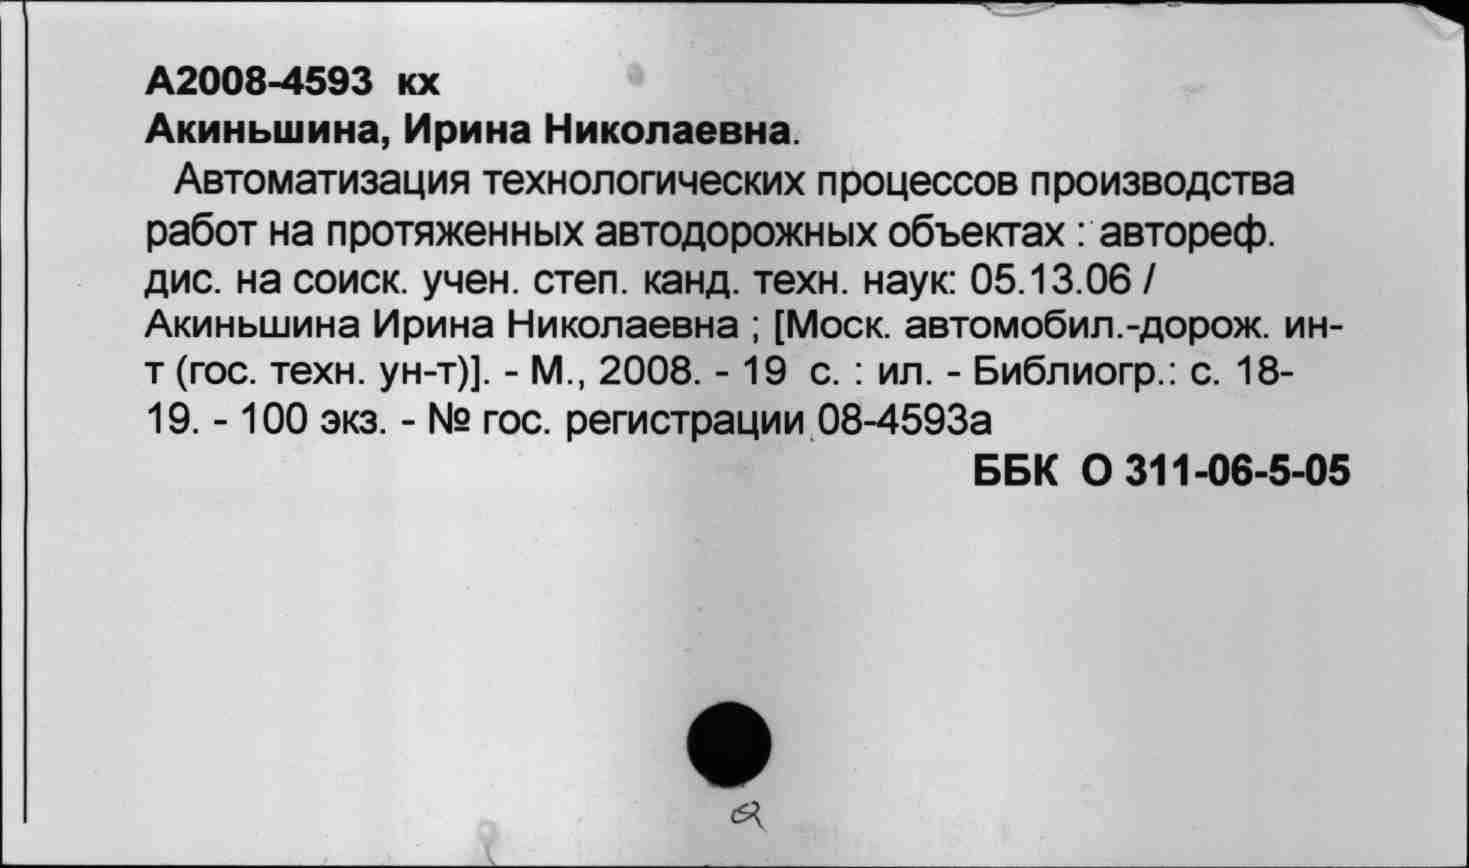 А2008-4593 кх
Акиньшина, Ирина Николаевна.
Автоматизация технологических процессов производства
работ на протяженных автодорожных объектах : автореф.
дис. на соиск. учен. степ. канд. техн. наук: 05.13.06 /
Акиньшина Ирина Николаевна ; [Моск. автомобил.-дорож. ин-
т (гос. техн. ун-т)]. - М., 2008. - 19 с. : ил. - Библиогр.: с. 18-
19. - 100 экз. - № гос. регистрации 08-4593а
ББК О 311-06-5-05